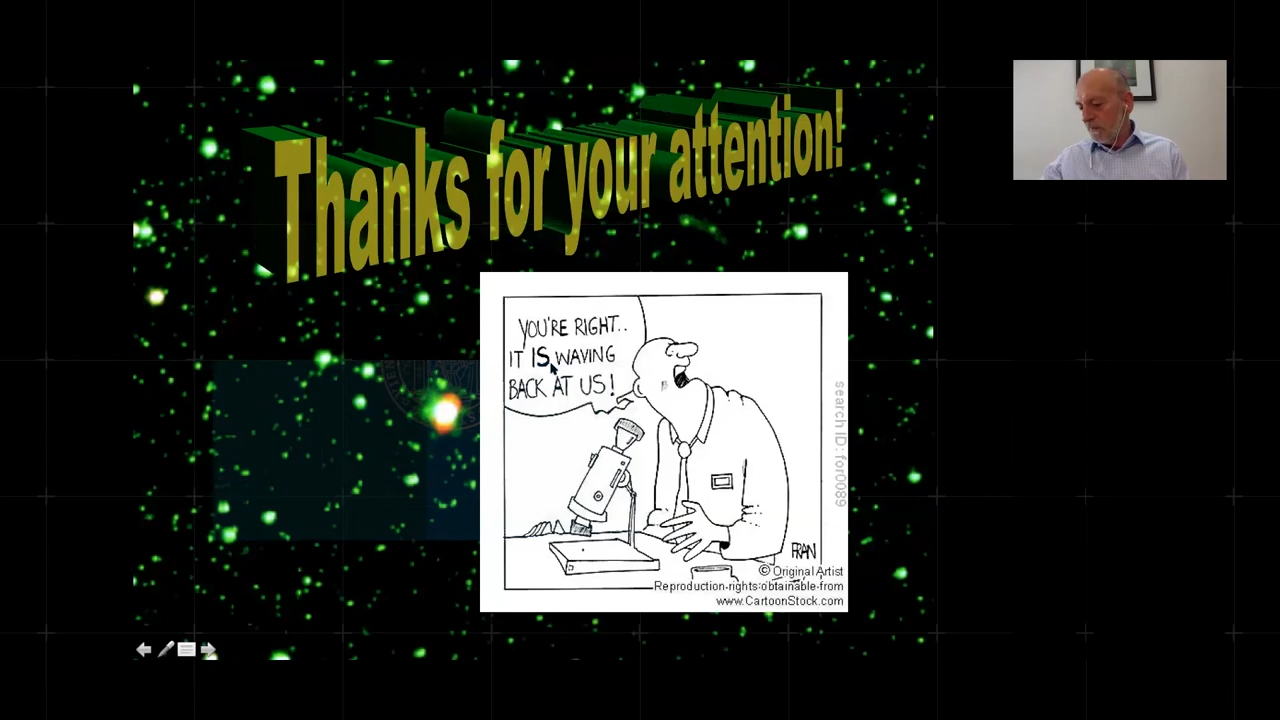 Thanks for your attention!
YOU'RE RIGHT..
IT IS WAVING
BACK AT US!
search ID: for0089
FRAN
© Original Artist
Reproduction rights obtainable from
www.CartoonStock.com